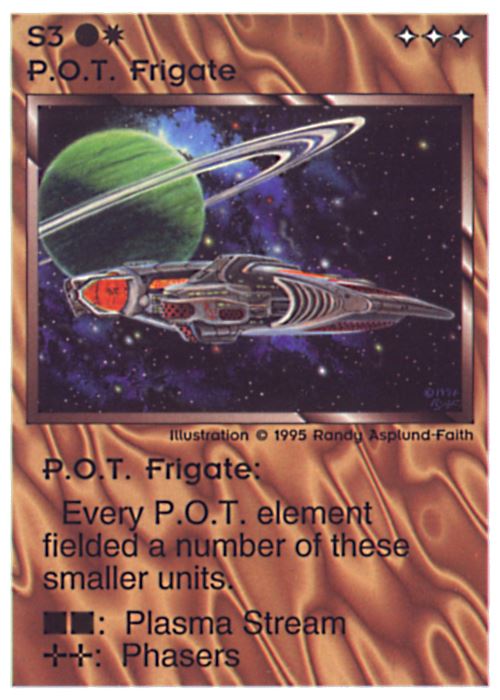 S3
P.O.T. Frigate
Illustration © 1995 Randy Asplund-Faith
P.O.T. Frigate:
Every P.O.T. element
fielded a number of these
smaller units.
■■: Plasma Stream
✢✢: Phasers